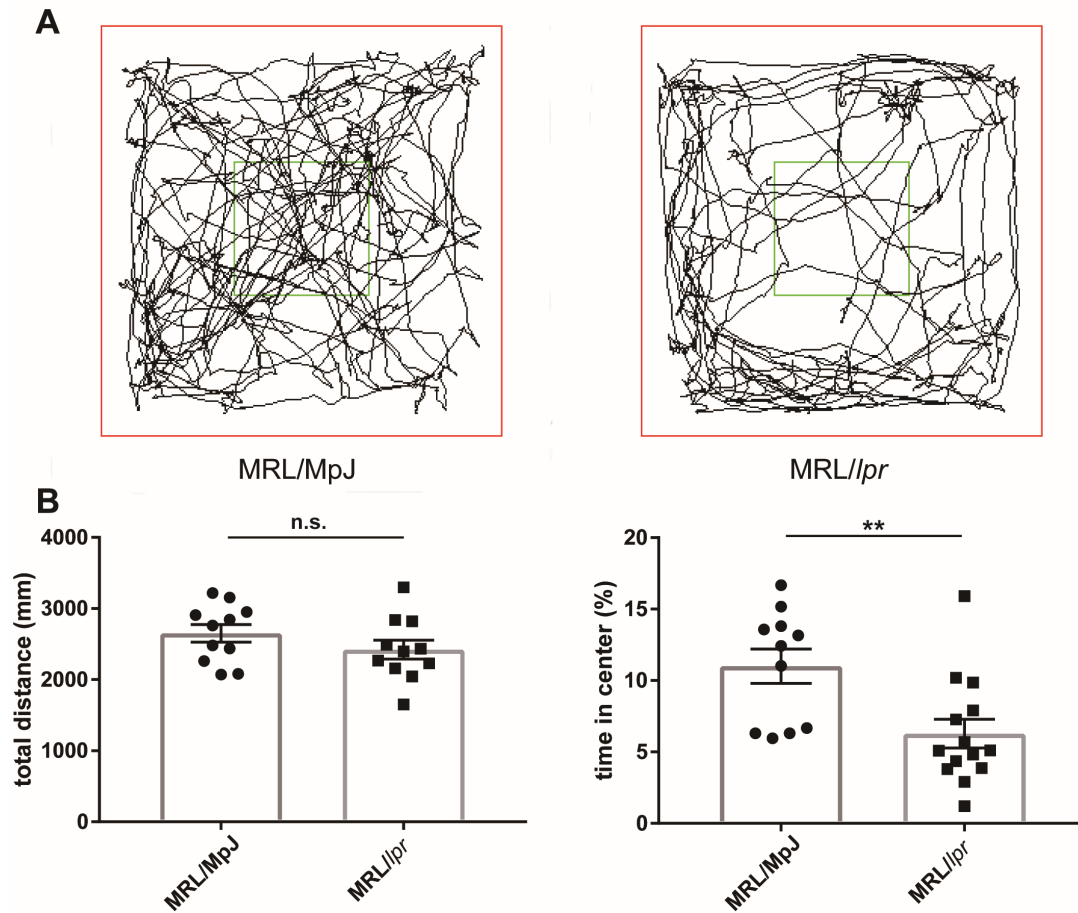 A
MRL/MpJ
MRL/lpr
B
n.s.
4000
3000
2000
1000
0
total distance (mm)
MRL/MpJ
MRL/lpr
**
20
15
10
5
0
time in center (%)
MRL/MpJ
MRL/lpr